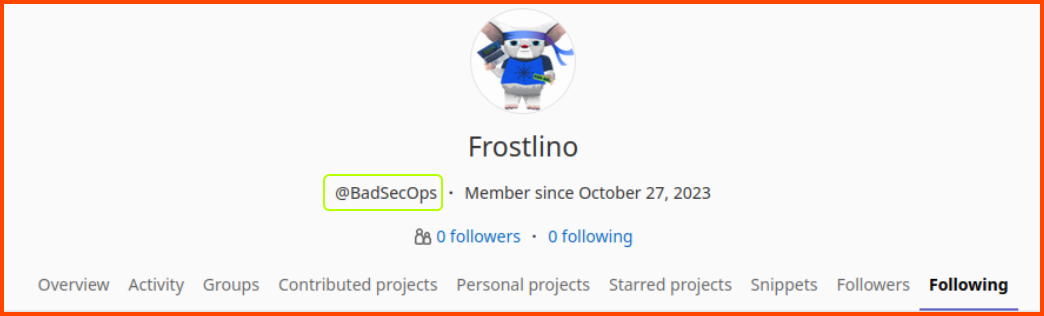 Frostlino
@BadSecOps · Member since October 27, 2023
0 followers · 0 following
Overview Activity Groups Contributed projects Personal projects Starred projects Snippets Followers Following